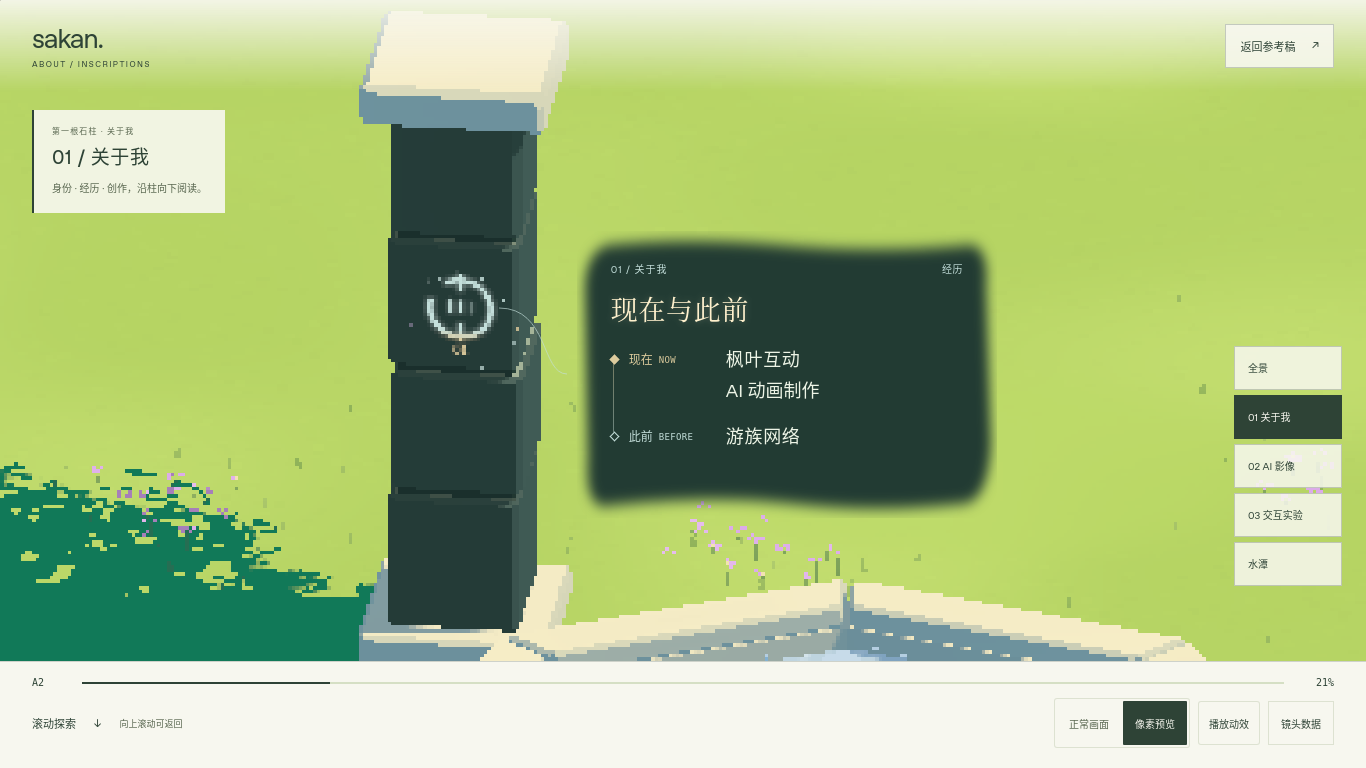 sakan.
ABOUT / INSCRIPTIONS
返回参考稿 ↗
第一根石柱 · 关于我
01 / 关于我
身份 · 经历 · 创作，沿柱向下阅读。
01 / 关于我
经历
现在与此前
现在 NOW
枫叶互动
AI 动画制作
此前 BEFORE
游族网络
全景
01 关于我
02 AI 影像
03 交互实验
水潭
A2
21%
滚动探索 ↓ 向上滚动可返回
正常画面
像素预览
播放动效
镜头数据